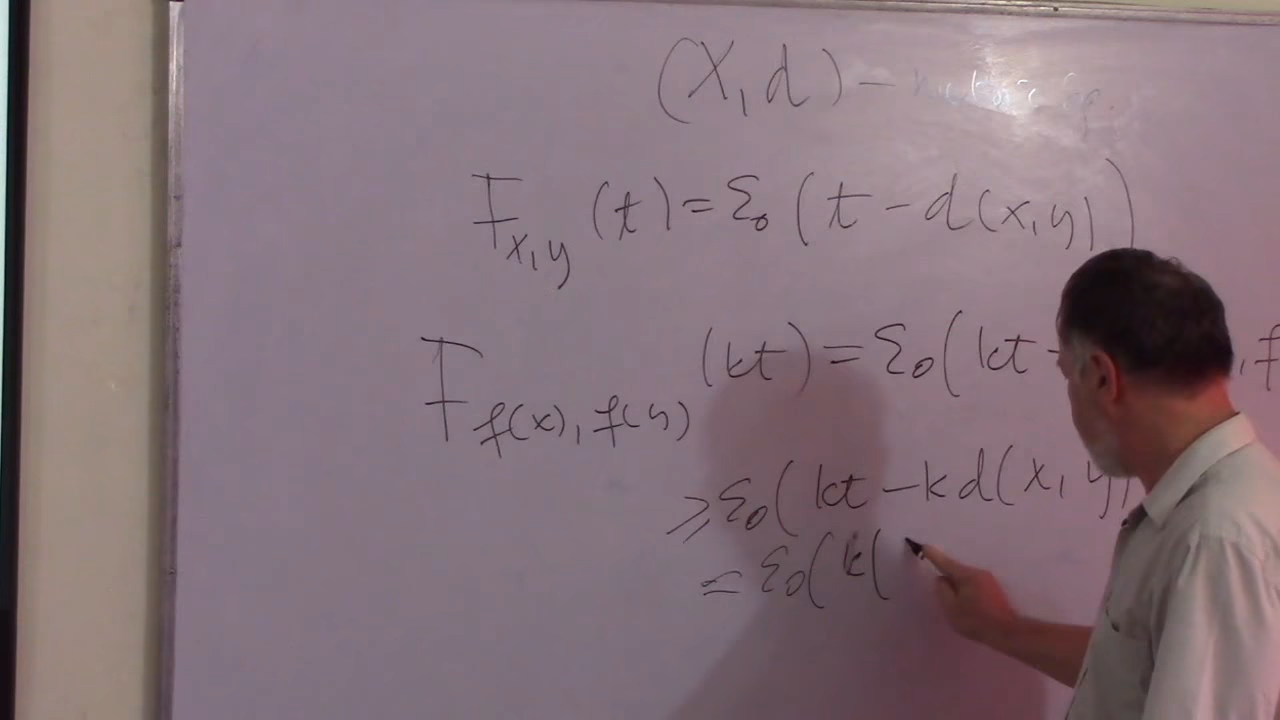 (X, d) –
F_{x,y} (t) = ε₀ (t – d(x,y))
F_{f(x), f(y)} (kt) = ε₀ (kt – , f
≥ ε₀ (kt – k d(x, y)
= ε₀ (k(